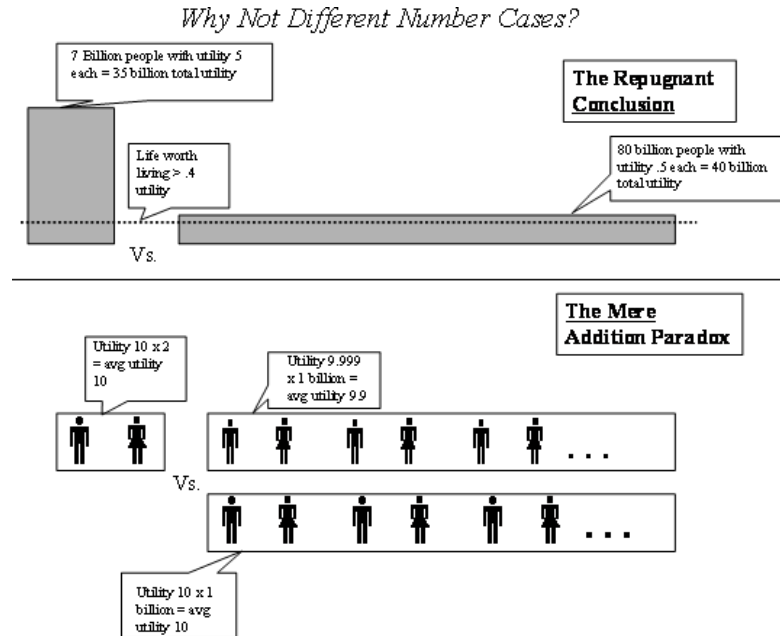 Why Not Different Number Cases?
7 Billion people with utility 5
each = 35 billion total utility
The Repugnant
Conclusion
Life worth
living > .4
utility
80 billion people with
utility .5 each = 40 billion
total utility
Vs.
The Mere
Addition Paradox
Utility 10 x 2
= avg utility
10
Utility 9.999
x 1 billion =
avg utility 9.9
. . .
Vs.
. . .
Utility 10 x 1
billion = avg
utility 10